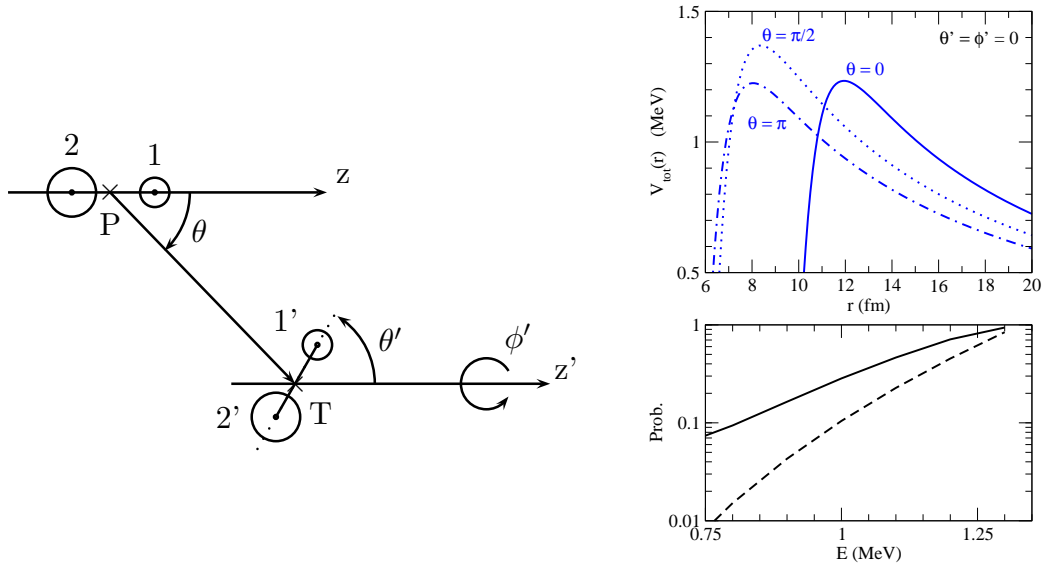 2
1
z
P
θ
1'
θ′
ϕ′
z'
2'
T
1.5
1
0.5
V_tot(r) (MeV)
θ = π/2
θ = 0
θ = π
θ' = ϕ' = 0
6 8 10 12 14 16 18 20
r (fm)
1
0.1
0.01
Prob.
0.75 1 1.25
E (MeV)